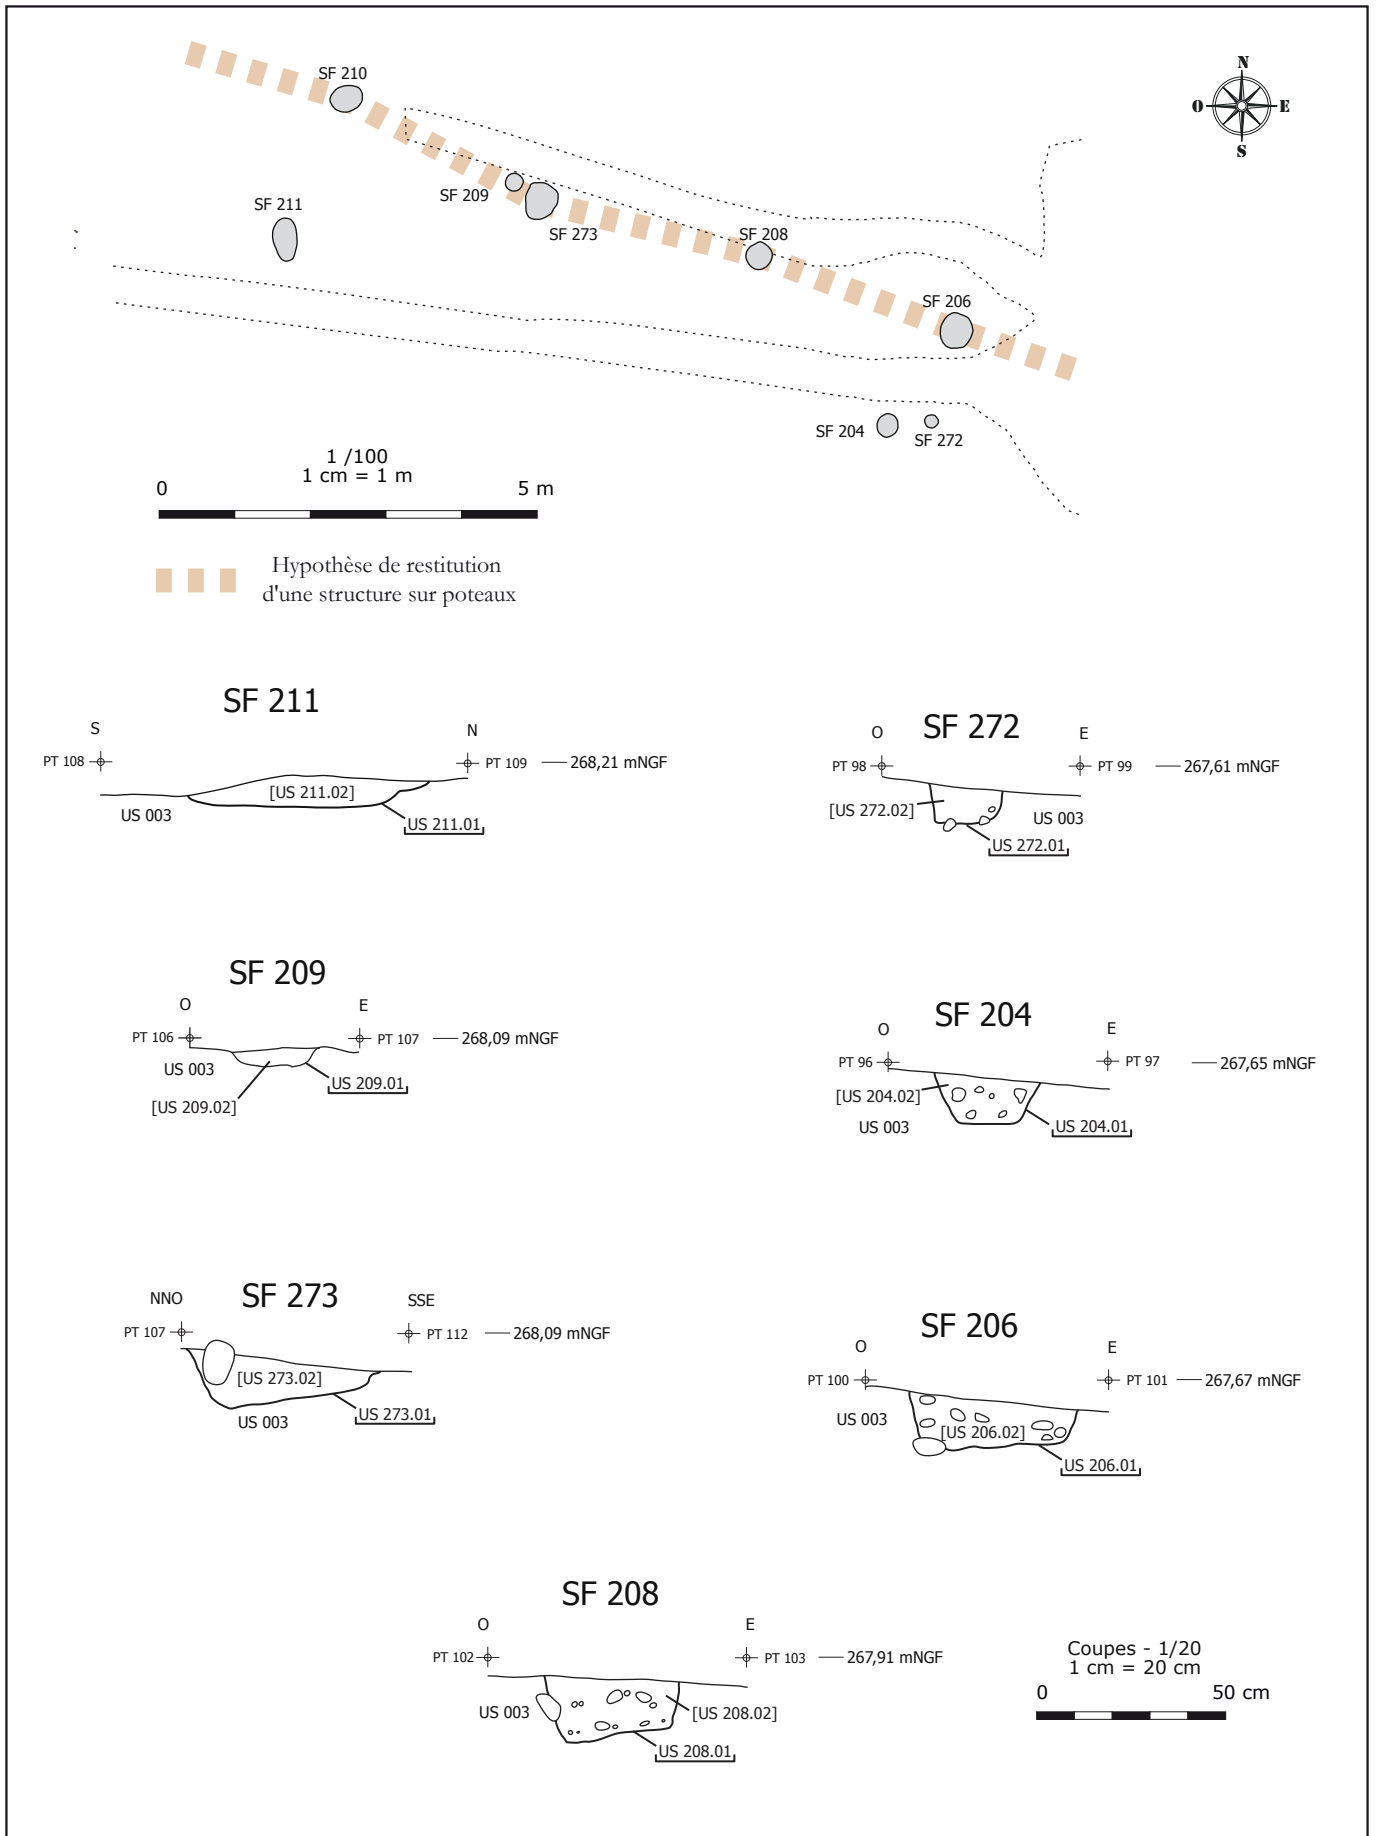 N
O
E
S
SF 210
SF 209
SF 211
SF 273
SF 208
SF 206
SF 204
SF 272
1 /100
1 cm = 1 m
0
5 m
Hypothèse de restitution
d'une structure sur poteaux
SF 211
S
N
PT 108
PT 109
268,21 mNGF
[US 211.02]
US 003
US 211.01
SF 272
O
E
PT 98
PT 99
267,61 mNGF
[US 272.02]
US 003
US 272.01
SF 209
O
E
PT 106
PT 107
268,09 mNGF
US 003
US 209.01
[US 209.02]
SF 204
O
E
PT 96
PT 97
267,65 mNGF
[US 204.02]
US 003
US 204.01
SF 273
NNO
SSE
PT 107
PT 112
268,09 mNGF
[US 273.02]
US 003
US 273.01
SF 206
O
E
PT 100
PT 101
267,67 mNGF
US 003
[US 206.02]
US 206.01
SF 208
O
E
PT 102
PT 103
267,91 mNGF
US 003
[US 208.02]
US 208.01
Coupes - 1/20
1 cm = 20 cm
0
50 cm